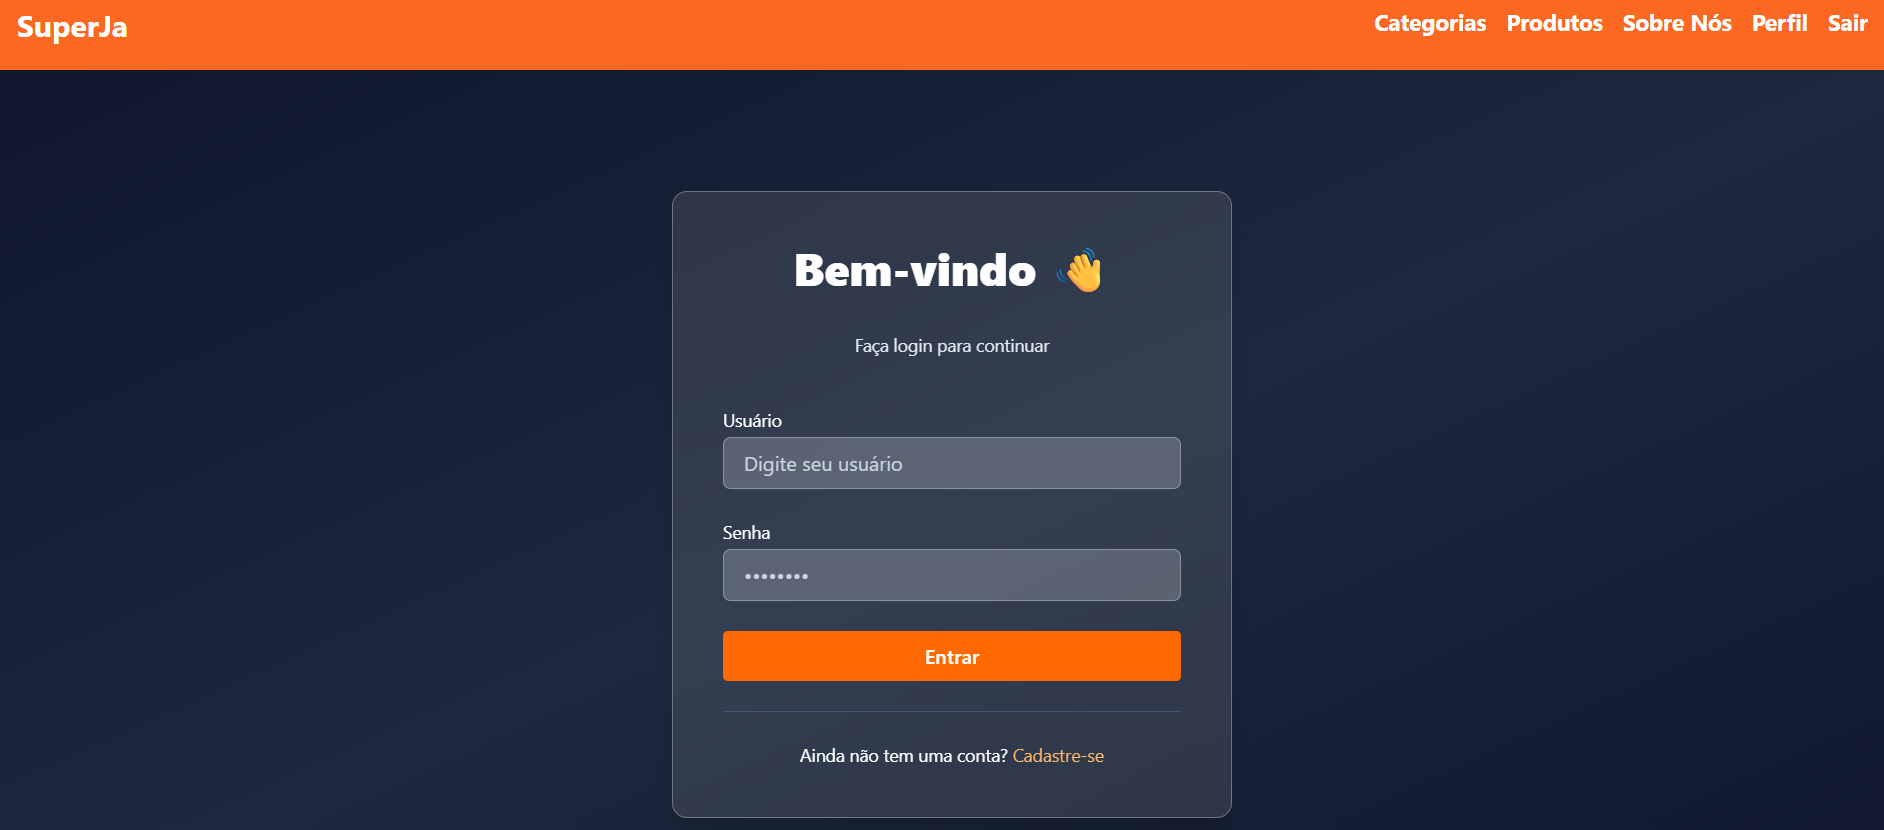 SuperJa
Categorias Produtos Sobre Nós Perfil Sair
Bem-vindo 👋
Faça login para continuar
Usuário
Digite seu usuário
Senha
••••••••
Entrar
Ainda não tem uma conta? Cadastre-se